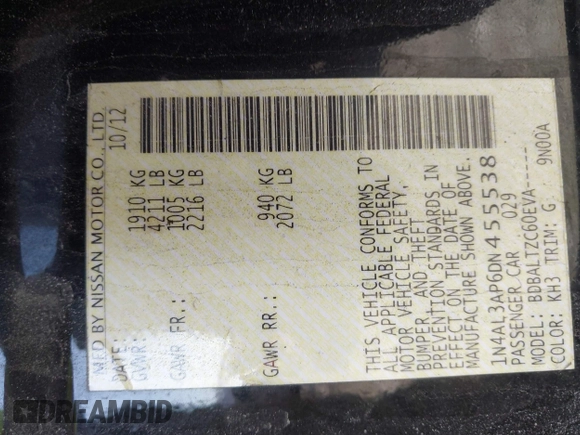 MFD BY NISSAN MOTOR CO., LTD
DATE: 10/12
GVWR: 1910 KG
4211 LB
GAWR FR.: 1005 KG
2216 LB
GAWR RR.: 940 KG
2072 LB
THIS VEHICLE CONFORMS TO
ALL APPLICABLE FEDERAL
MOTOR VEHICLE SAFETY,
BUMPER, AND THEFT
PREVENTION STANDARDS IN
EFFECT ON THE DATE OF
MANUFACTURE SHOWN ABOVE.
1N4AL3AP6DN455538
PASSENGER CAR 029
MODEL: BDBALTZC60EVA-----
COLOR: KH3 TRIM: G 9N00A
DREAMBID